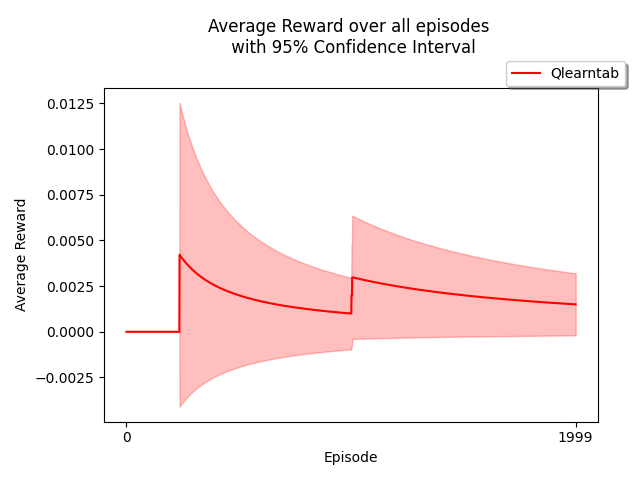 Average Reward over all episodes
with 95% Confidence Interval
Qlearntab
0.0125
0.0100
0.0075
0.0050
0.0025
0.0000
−0.0025
Average Reward
0
1999
Episode